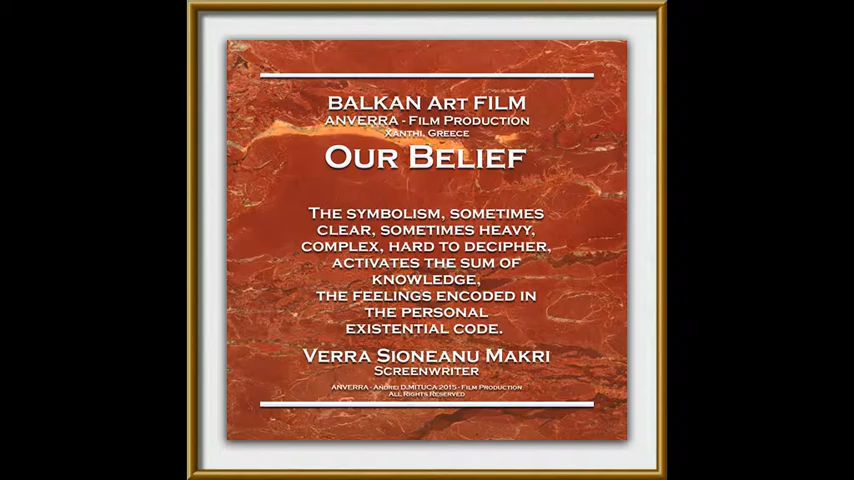 BALKAN ART FILM
ANVERRA - FILM PRODUCTION
XANTHI, GREECE
OUR BELIEF
THE SYMBOLISM, SOMETIMES
CLEAR, SOMETIMES HEAVY,
COMPLEX, HARD TO DECIPHER,
ACTIVATES THE SUM OF
KNOWLEDGE,
THE FEELINGS ENCODED IN
THE PERSONAL
EXISTENTIAL CODE.
VERRA SIONEANU MAKRI
SCREENWRITER
ANVERRA - ANDREI D.MITUCA 2015 - FILM PRODUCTION
ALL RIGHTS RESERVED